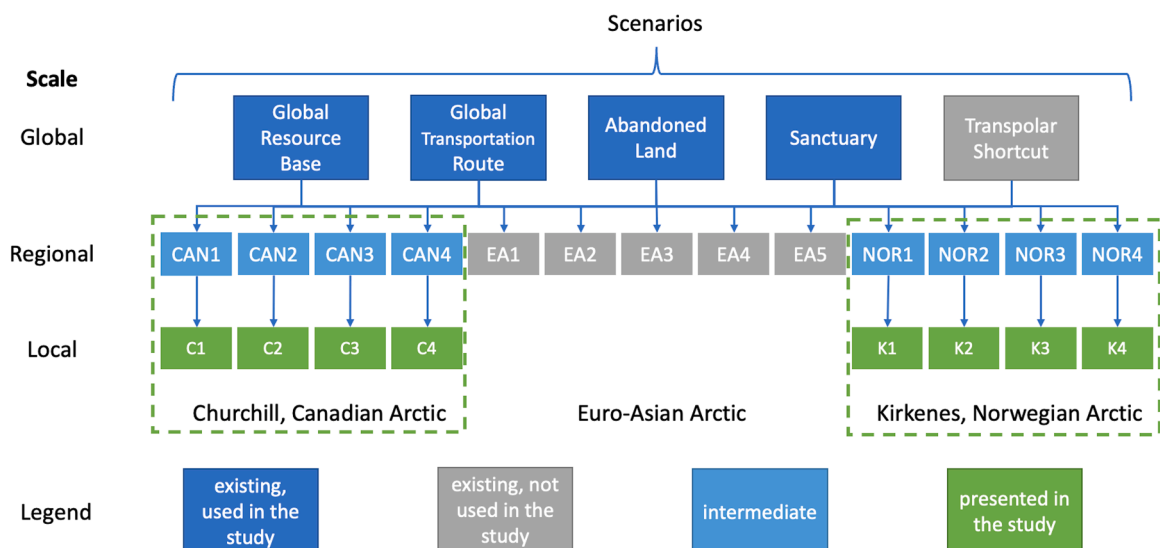 Scenarios
Scale
Global
Global
Resource
Base
Global
Transportation
Route
Abandoned
Land
Sanctuary
Transpolar
Shortcut
Regional
CAN1
CAN2
CAN3
CAN4
EA1
EA2
EA3
EA4
EA5
NOR1
NOR2
NOR3
NOR4
Local
C1
C2
C3
C4
K1
K2
K3
K4
Churchill, Canadian Arctic
Euro-Asian Arctic
Kirkenes, Norwegian Arctic
Legend
existing,
used in the
study
existing, not
used in the
study
intermediate
presented in
the study